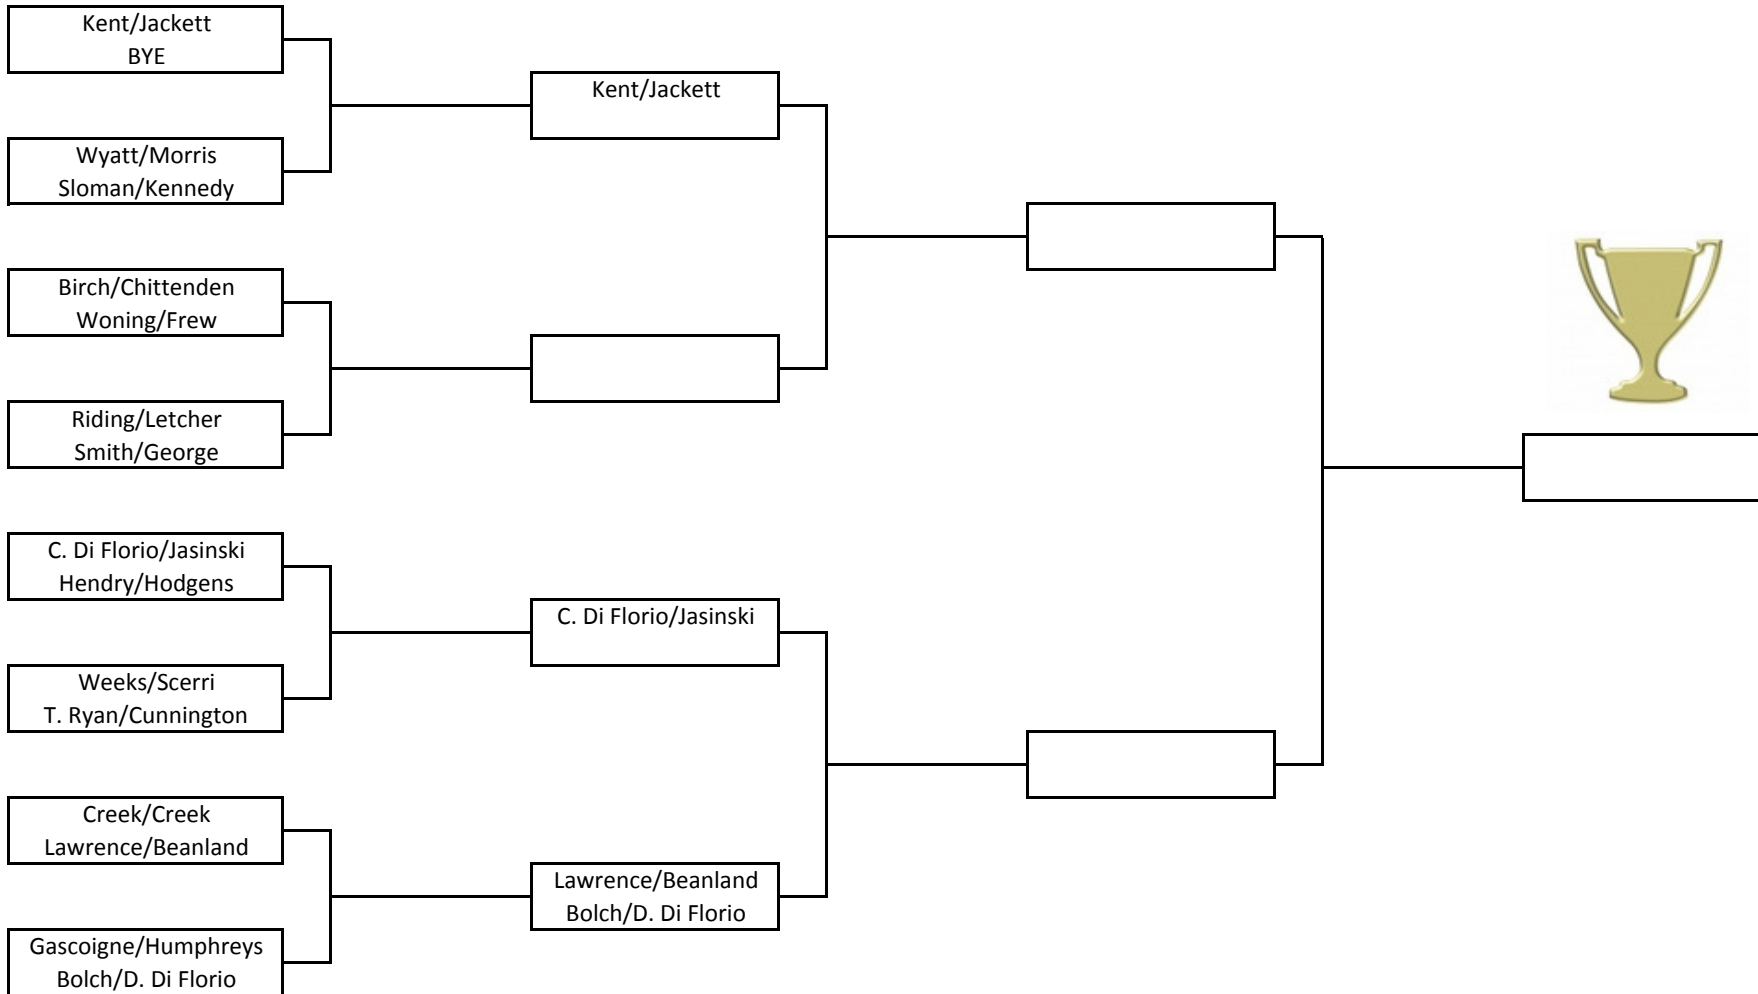 Kent/Jackett
BYE
Wyatt/Morris
Sloman/Kennedy
Birch/Chittenden
Woning/Frew
Riding/Letcher
Smith/George
C. Di Florio/Jasinski
Hendry/Hodgens
Weeks/Scerri
T. Ryan/Cunnington
Creek/Creek
Lawrence/Beanland
Gascoigne/Humphreys
Bolch/D. Di Florio
Kent/Jackett
C. Di Florio/Jasinski
Lawrence/Beanland
Bolch/D. Di Florio